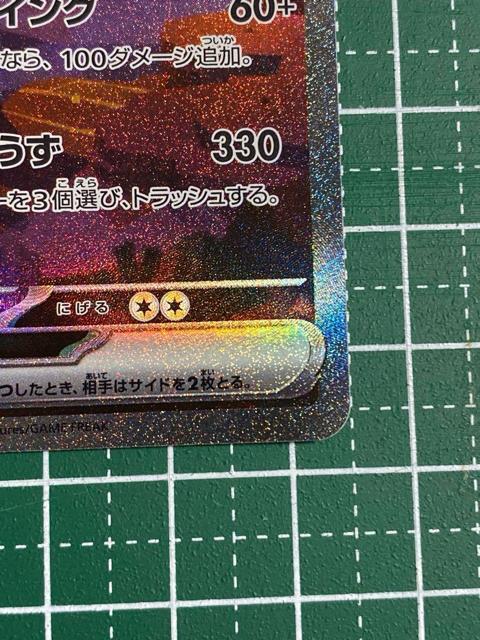 イング 60+
なら、100ダメージ追加。
うず 330
ーを3個選び、トラッシュする。
にげる
つしたとき、相手はサイドを2枚とる。
ures/GAME FREAK